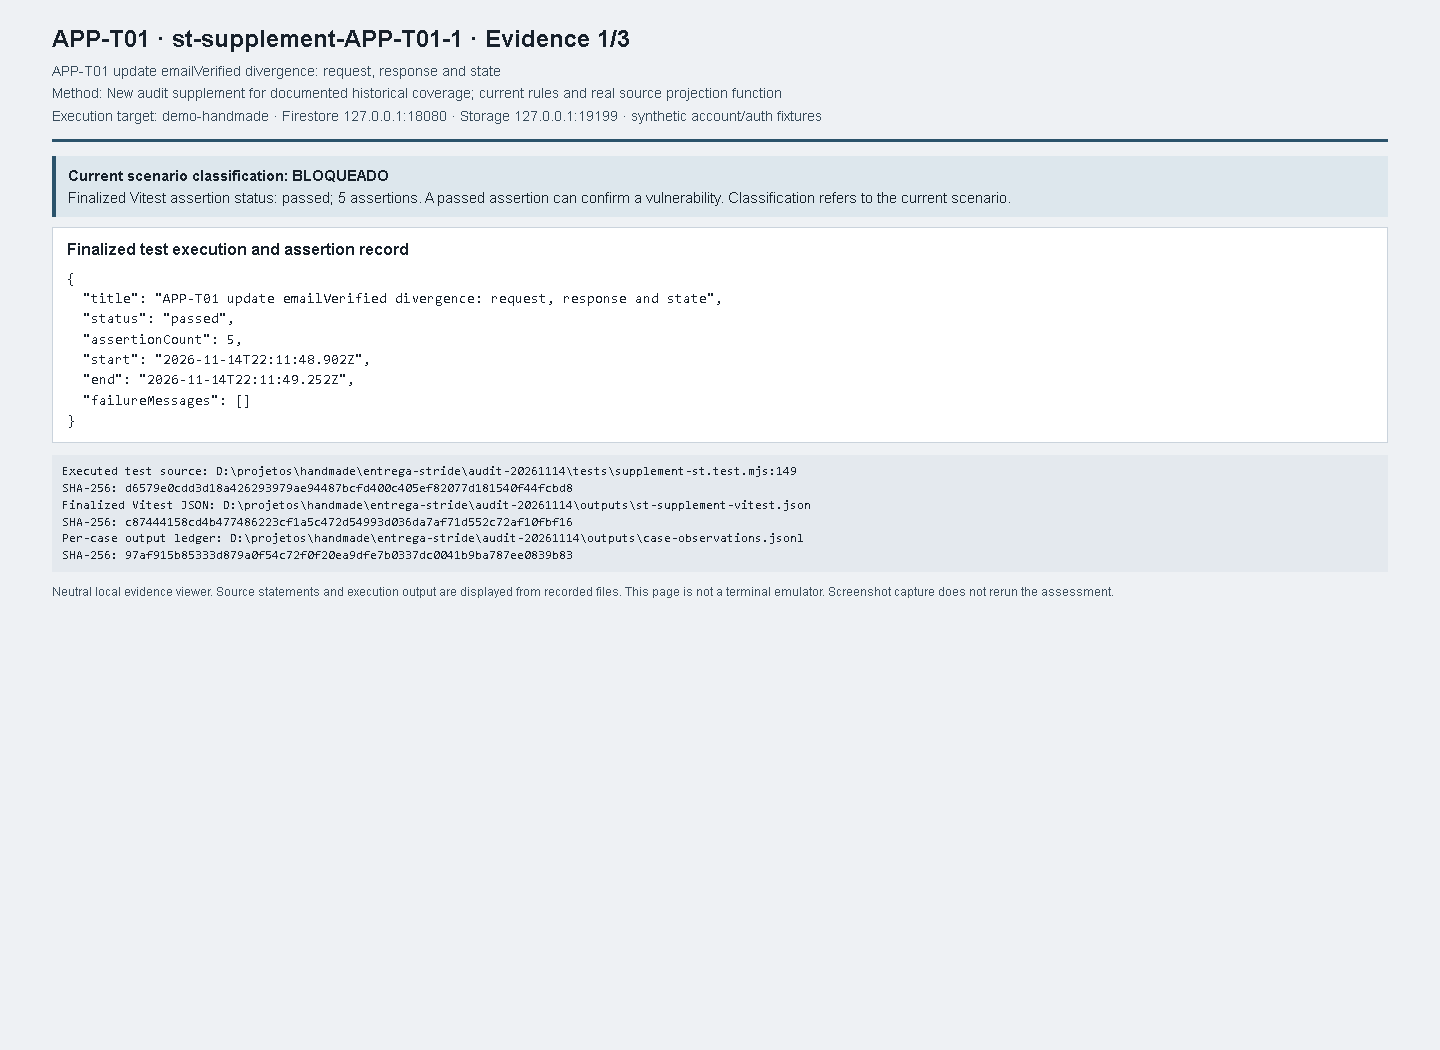 APP-T01 · st-supplement-APP-T01-1 · Evidence 1/3
APP-T01 update emailVerified divergence: request, response and state
Method: New audit supplement for documented historical coverage; current rules and real source projection function
Execution target: demo-handmade · Firestore 127.0.0.1:18080 · Storage 127.0.0.1:19199 · synthetic account/auth fixtures
Current scenario classification: BLOQUEADO
Finalized Vitest assertion status: passed; 5 assertions. A passed assertion can confirm a vulnerability. Classification refers to the current scenario.
Finalized test execution and assertion record
{
  "title": "APP-T01 update emailVerified divergence: request, response and state",
  "status": "passed",
  "assertionCount": 5,
  "start": "2026-11-14T22:11:48.902Z",
  "end": "2026-11-14T22:11:49.252Z",
  "failureMessages": []
}
Executed test source: D:\projetos\handmade\entrega-stride\audit-20261114\tests\supplement-st.test.mjs:149
SHA-256: d6579e0cdd3d18a426293979ae94487bcfd400c405ef82077d181540f44fcbd8
Finalized Vitest JSON: D:\projetos\handmade\entrega-stride\audit-20261114\outputs\st-supplement-vitest.json
SHA-256: c87444158cd4b477486223cf1a5c472d54993d036da7af71d552c72af10fbf16
Per-case output ledger: D:\projetos\handmade\entrega-stride\audit-20261114\outputs\case-observations.jsonl
SHA-256: 97af915b85333d879a0f54c72f0f20ea9dfe7b0337dc0041b9ba787ee0839b83
Neutral local evidence viewer. Source statements and execution output are displayed from recorded files. This page is not a terminal emulator. Screenshot capture does not rerun the assessment.